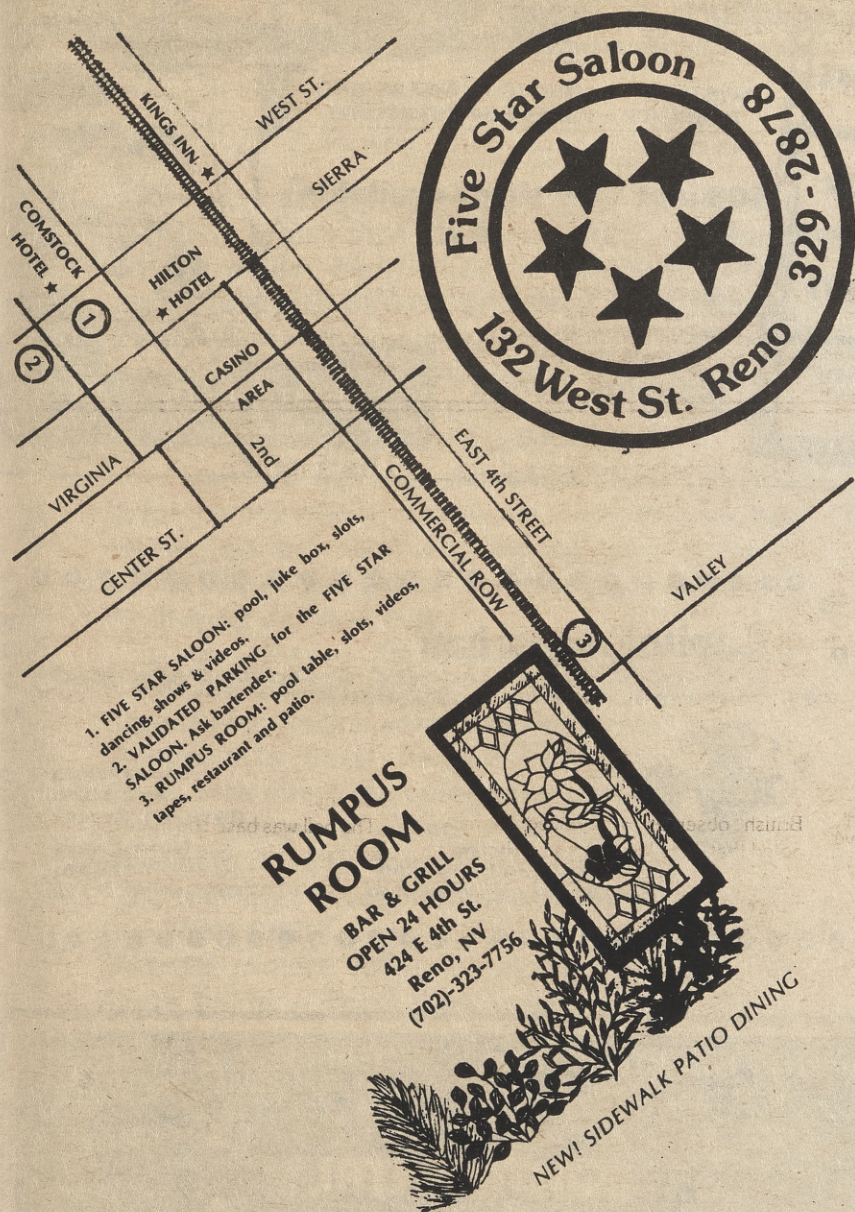 Five Star Saloon
329-2878
132 West St. Reno
KINGS INN ★
WEST ST.
SIERRA
COMSTOCK
HOTEL ★
HILTON
★ HOTEL
1
2
CASINO
AREA
2nd
VIRGINIA
CENTER ST.
EAST 4th STREET
COMMERCIAL ROW
VALLEY
3
1. FIVE STAR SALOON: pool, juke box, slots,
dancing, shows & videos.
2. VALIDATED PARKING for the FIVE STAR
SALOON. Ask bartender.
3. RUMPUS ROOM: pool table, slots, videos,
tapes, restaurant and patio.
RUMPUS
ROOM
BAR & GRILL
OPEN 24 HOURS
424 E 4th St.
Reno, NV
(702)-323-7756
NEW! SIDEWALK PATIO DINING